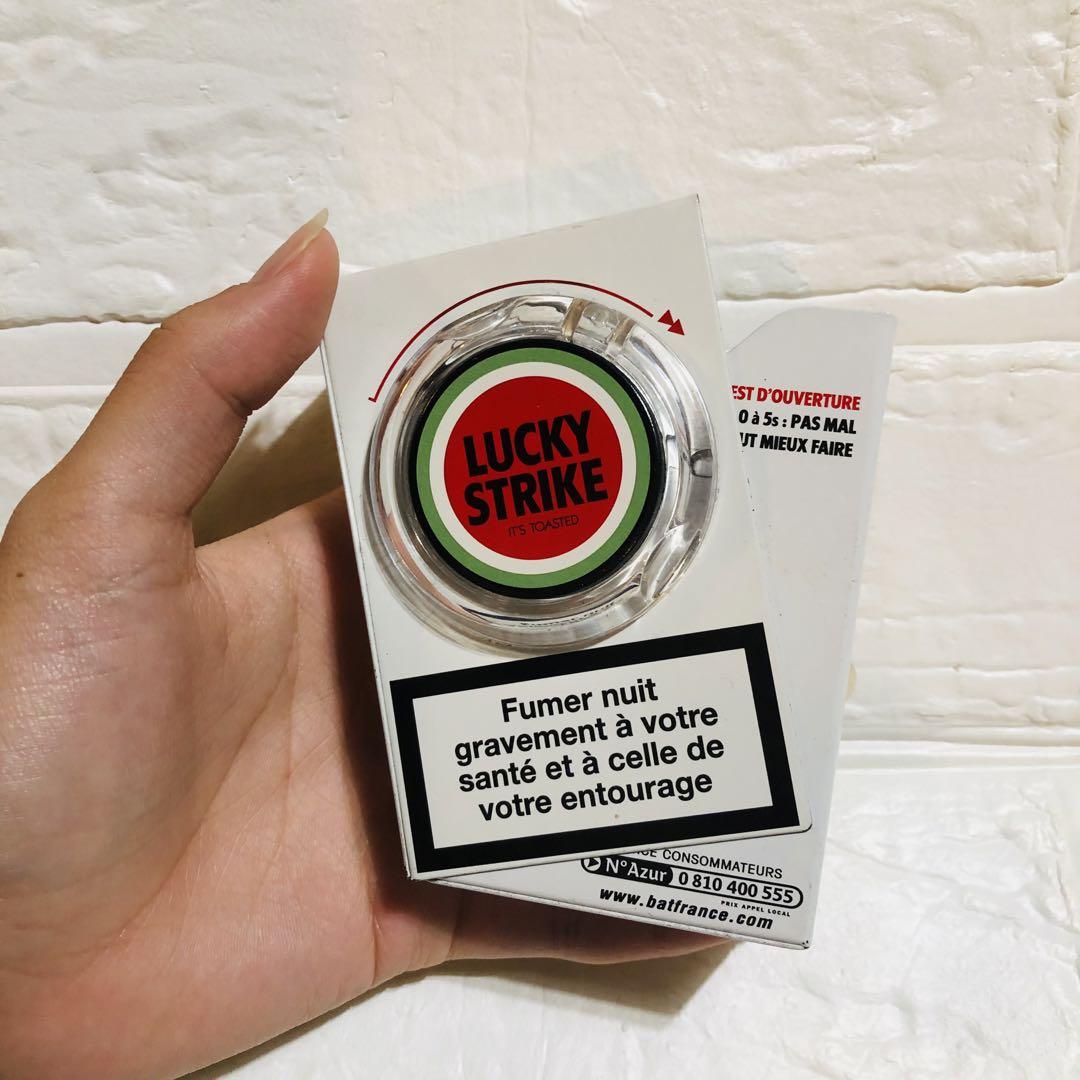 LUCKY
STRIKE
IT'S TOASTED
EST D'OUVERTURE
0 à 5s : PAS MAL
UT MIEUX FAIRE
Fumer nuit
gravement à votre
santé et à celle de
votre entourage
CONSOMMATEURS
N°Azur 0 810 400 555
PRIX APPEL LOCAL
www.batfrance.com